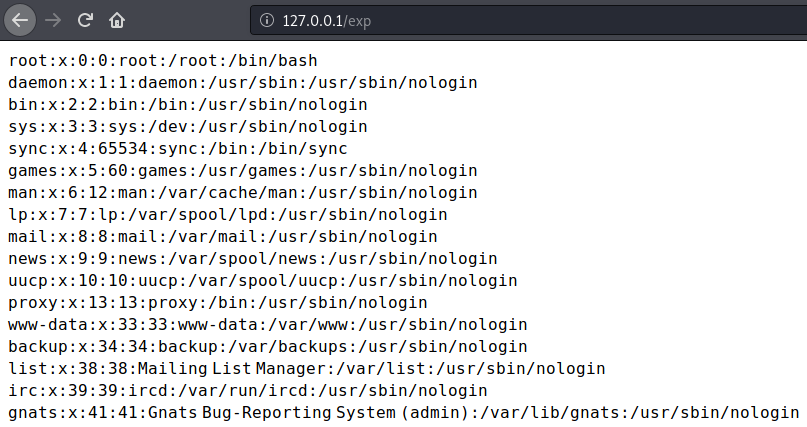 127.0.0.1/exp
root:x:0:0:root:/root:/bin/bash
daemon:x:1:1:daemon:/usr/sbin:/usr/sbin/nologin
bin:x:2:2:bin:/bin:/usr/sbin/nologin
sys:x:3:3:sys:/dev:/usr/sbin/nologin
sync:x:4:65534:sync:/bin:/bin/sync
games:x:5:60:games:/usr/games:/usr/sbin/nologin
man:x:6:12:man:/var/cache/man:/usr/sbin/nologin
lp:x:7:7:lp:/var/spool/lpd:/usr/sbin/nologin
mail:x:8:8:mail:/var/mail:/usr/sbin/nologin
news:x:9:9:news:/var/spool/news:/usr/sbin/nologin
uucp:x:10:10:uucp:/var/spool/uucp:/usr/sbin/nologin
proxy:x:13:13:proxy:/bin:/usr/sbin/nologin
www-data:x:33:33:www-data:/var/www:/usr/sbin/nologin
backup:x:34:34:backup:/var/backups:/usr/sbin/nologin
list:x:38:38:Mailing List Manager:/var/list:/usr/sbin/nologin
irc:x:39:39:ircd:/var/run/ircd:/usr/sbin/nologin
gnats:x:41:41:Gnats Bug-Reporting System (admin):/var/lib/gnats:/usr/sbin/nologin